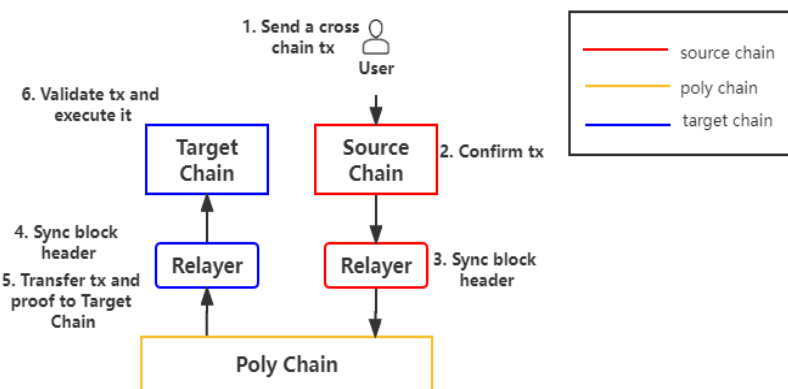 1. Send a cross
chain tx
User
source chain
poly chain
target chain
6. Validate tx and
execute it
Target
Chain
Source
Chain
2. Confirm tx
4. Sync block
header
Relayer
Relayer
3. Sync block
header
5. Transfer tx and
proof to Target
Chain
Poly Chain